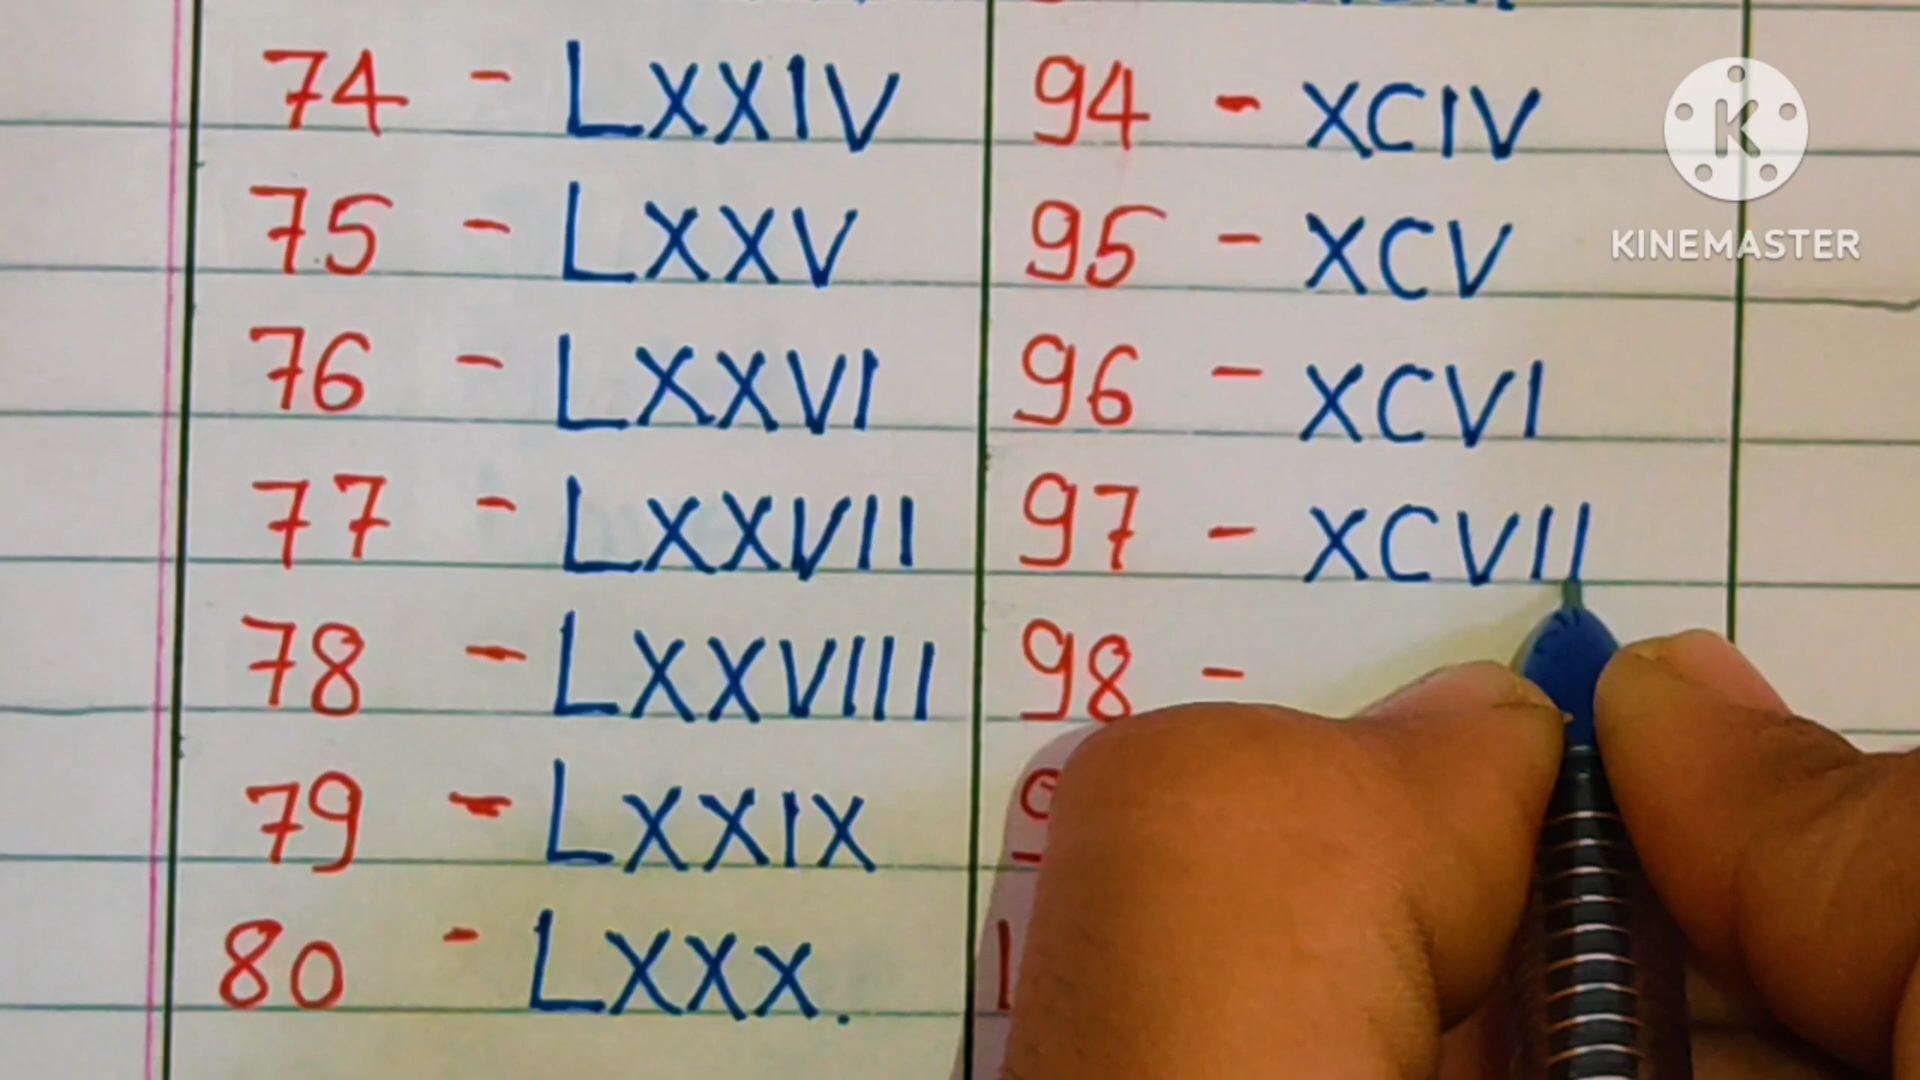 74 - LXXIV
75 - LXXV
76 - LXXVI
77 - LXXVII
78 - LXXVIII
79 - LXXIX
80 - LXXX.
94 - XCIV
95 - XCV
96 - XCVI
97 - XCVII
98 -
K
KINEMASTER